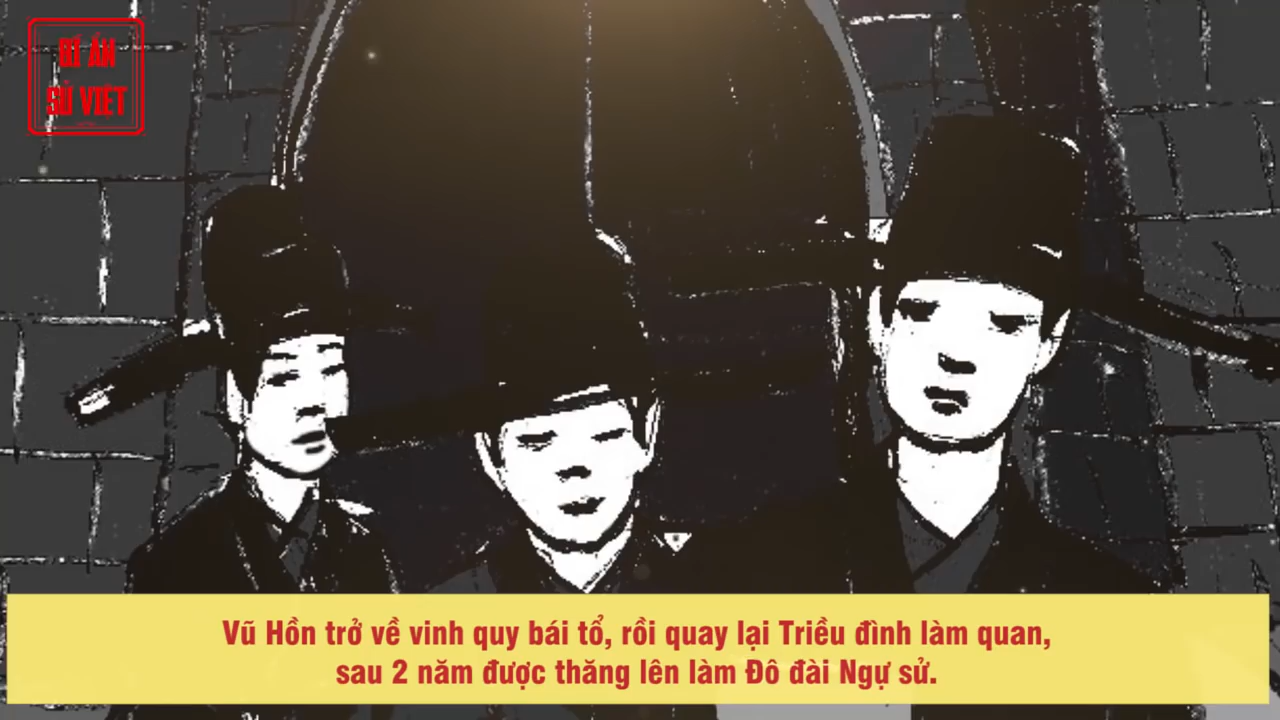 BÍ ẨN
SỬ VIỆT
Vũ Hồn trở về vinh quy bái tổ, rồi quay lại Triều đình làm quan,
sau 2 năm được thăng lên làm Đô đài Ngự sử.